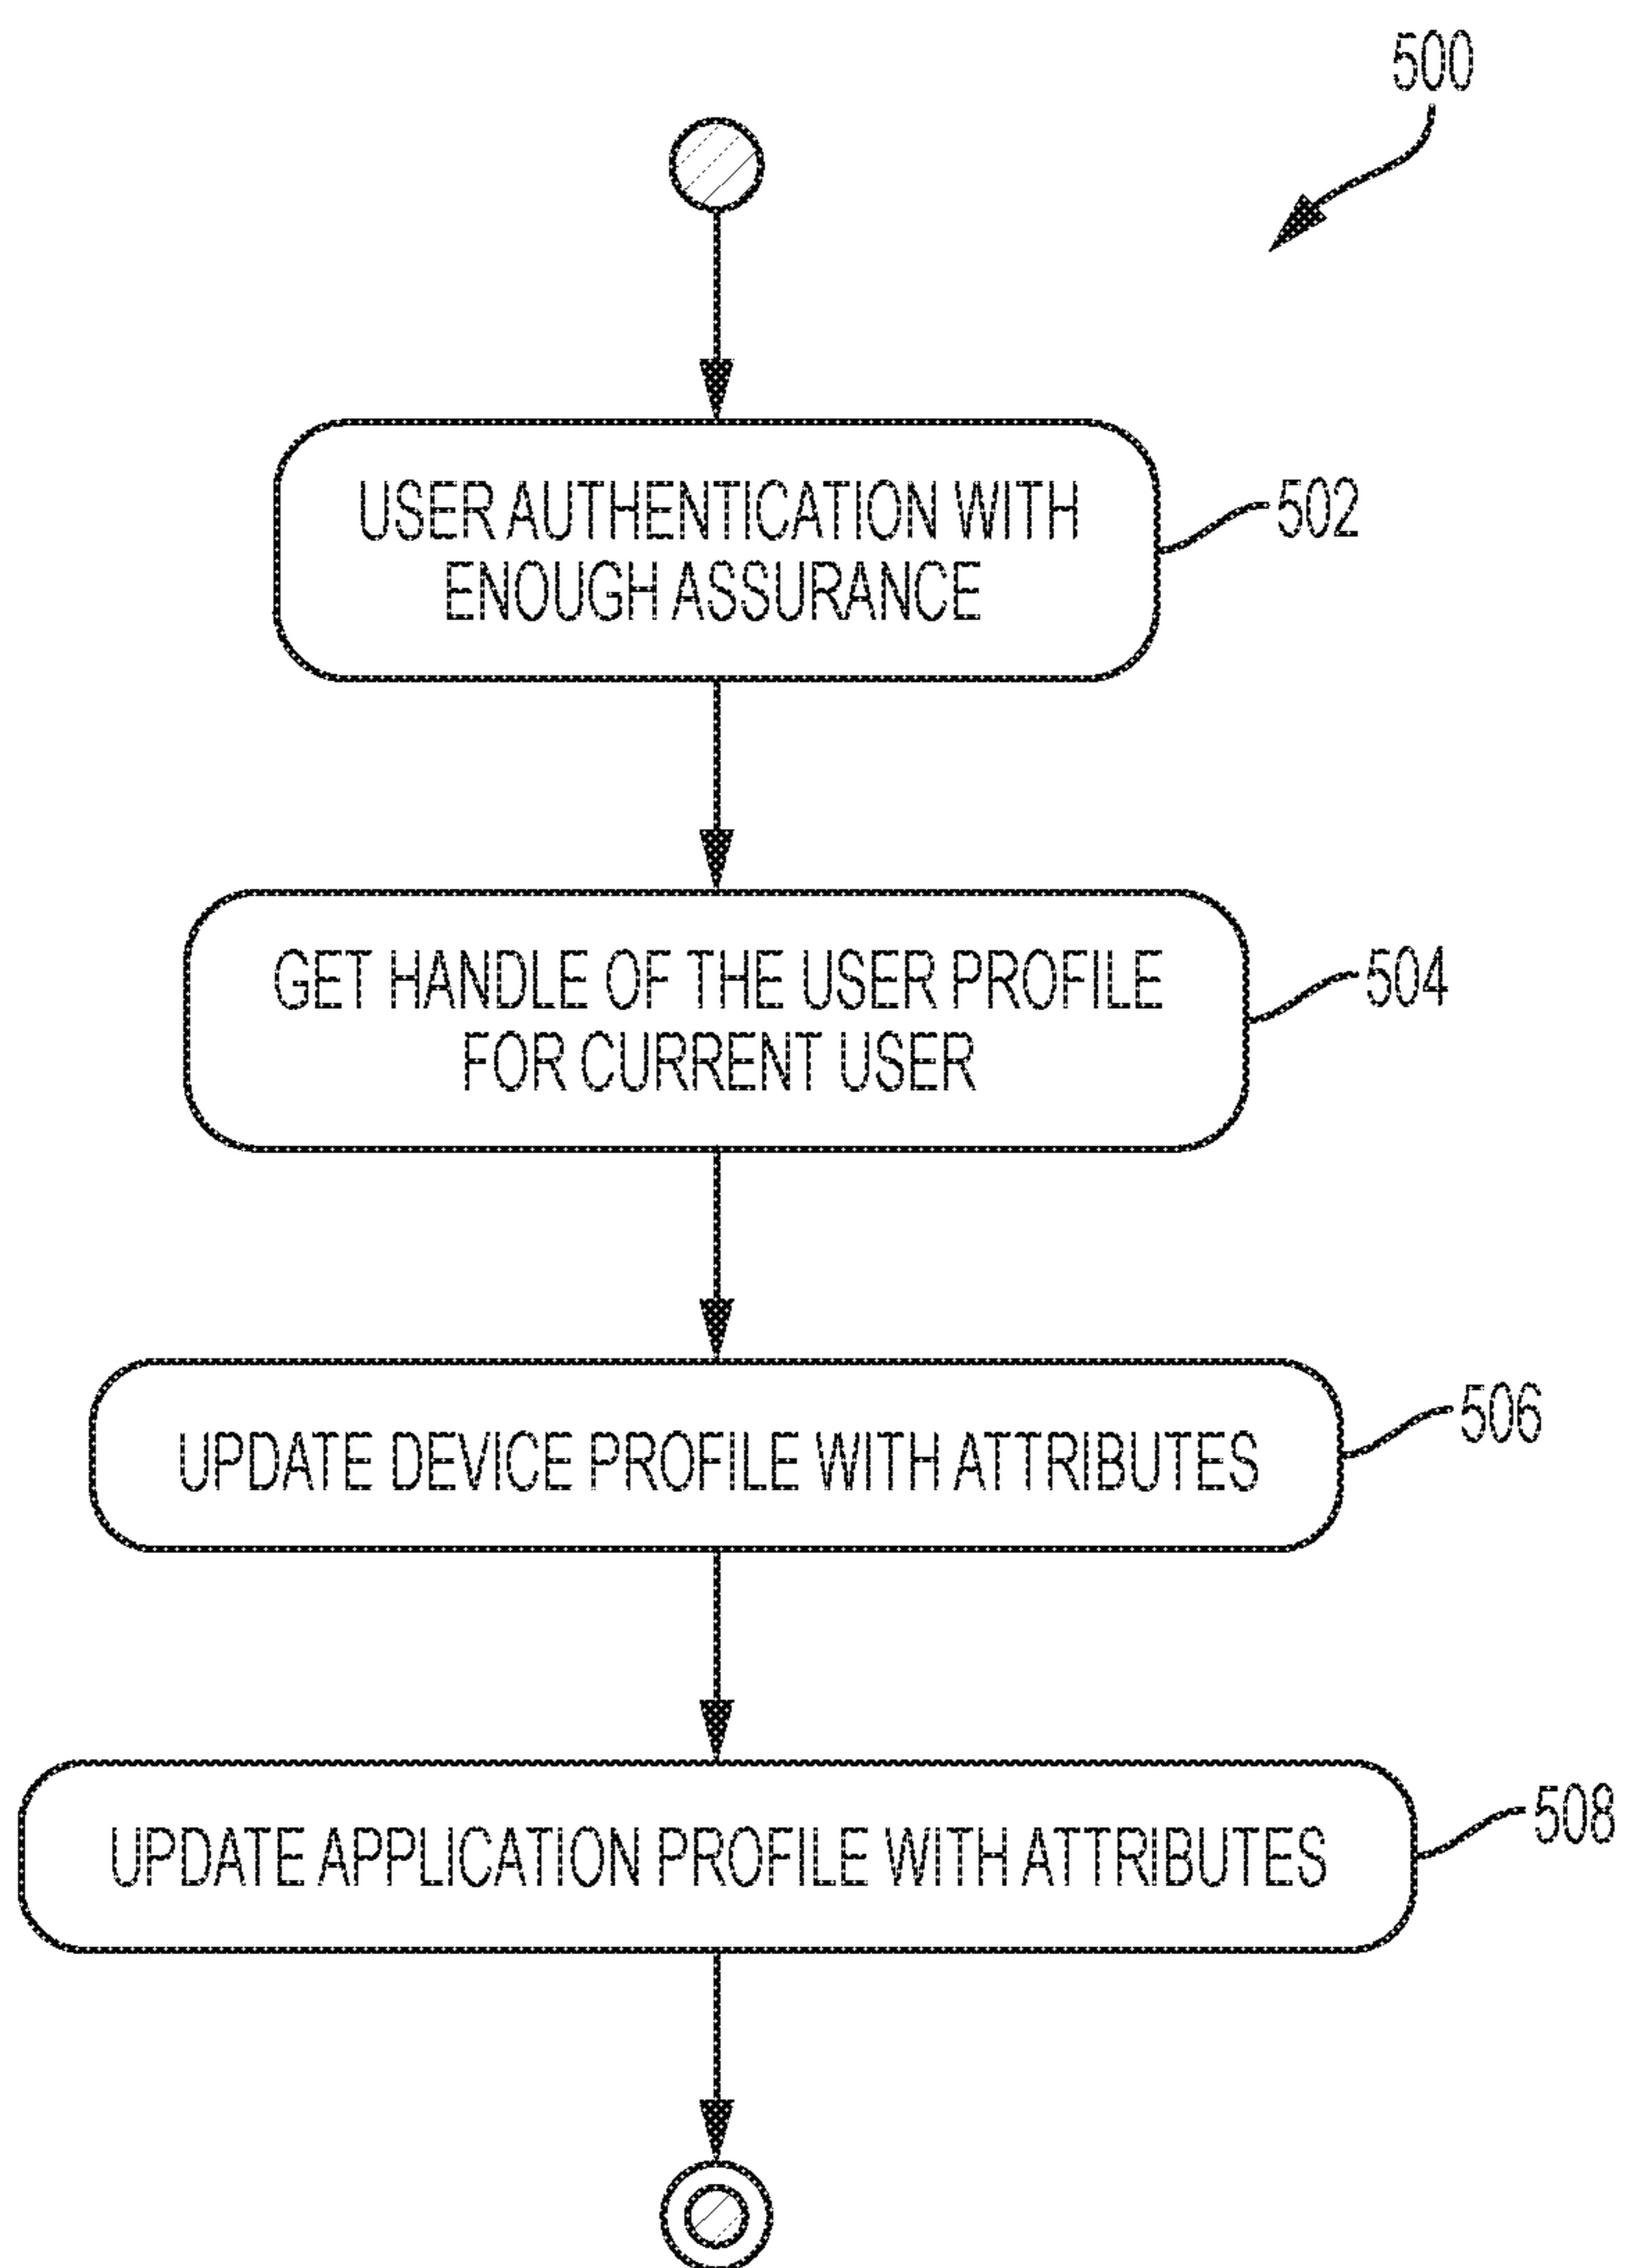 500
USER AUTHENTICATION WITH
ENOUGH ASSURANCE
502
GET HANDLE OF THE USER PROFILE
FOR CURRENT USER
504
UPDATE DEVICE PROFILE WITH ATTRIBUTES
506
UPDATE APPLICATION PROFILE WITH ATTRIBUTES
508